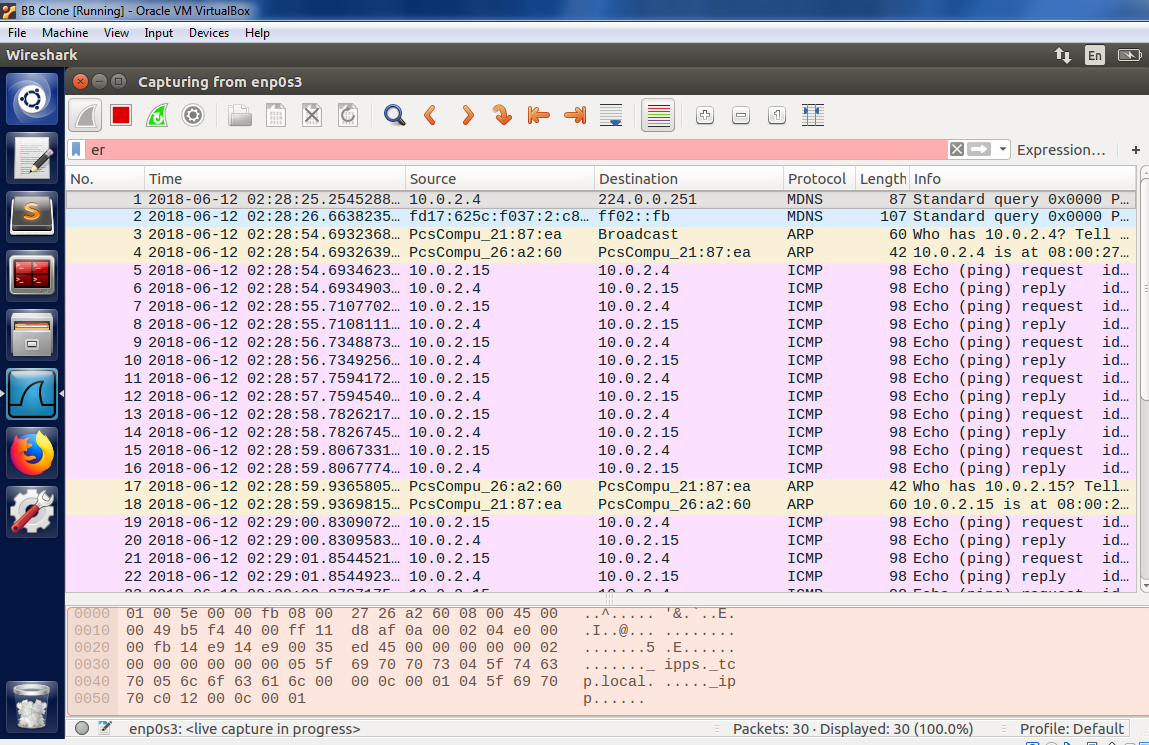 BB Clone [Running] - Oracle VM VirtualBox
File Machine View Input Devices Help
Wireshark En
Capturing from enp0s3
er Expression… +
No. Time Source Destination Protocol Length Info
1 2018-06-12 02:28:25.2545288… 10.0.2.4 224.0.0.251 MDNS 87 Standard query 0x0000 P…
2 2018-06-12 02:28:26.6638235… fd17:625c:f037:2:c8… ff02::fb MDNS 107 Standard query 0x0000 P…
3 2018-06-12 02:28:54.6932368… PcsCompu_21:87:ea Broadcast ARP 60 Who has 10.0.2.4? Tell …
4 2018-06-12 02:28:54.6932639… PcsCompu_26:a2:60 PcsCompu_21:87:ea ARP 42 10.0.2.4 is at 08:00:27…
5 2018-06-12 02:28:54.6934623… 10.0.2.15 10.0.2.4 ICMP 98 Echo (ping) request id…
6 2018-06-12 02:28:54.6934903… 10.0.2.4 10.0.2.15 ICMP 98 Echo (ping) reply id…
7 2018-06-12 02:28:55.7107702… 10.0.2.15 10.0.2.4 ICMP 98 Echo (ping) request id…
8 2018-06-12 02:28:55.7108111… 10.0.2.4 10.0.2.15 ICMP 98 Echo (ping) reply id…
9 2018-06-12 02:28:56.7348873… 10.0.2.15 10.0.2.4 ICMP 98 Echo (ping) request id…
10 2018-06-12 02:28:56.7349256… 10.0.2.4 10.0.2.15 ICMP 98 Echo (ping) reply id…
11 2018-06-12 02:28:57.7594172… 10.0.2.15 10.0.2.4 ICMP 98 Echo (ping) request id…
12 2018-06-12 02:28:57.7594540… 10.0.2.4 10.0.2.15 ICMP 98 Echo (ping) reply id…
13 2018-06-12 02:28:58.7826217… 10.0.2.15 10.0.2.4 ICMP 98 Echo (ping) request id…
14 2018-06-12 02:28:58.7826745… 10.0.2.4 10.0.2.15 ICMP 98 Echo (ping) reply id…
15 2018-06-12 02:28:59.8067331… 10.0.2.15 10.0.2.4 ICMP 98 Echo (ping) request id…
16 2018-06-12 02:28:59.8067774… 10.0.2.4 10.0.2.15 ICMP 98 Echo (ping) reply id…
17 2018-06-12 02:28:59.9365805… PcsCompu_26:a2:60 PcsCompu_21:87:ea ARP 42 Who has 10.0.2.15? Tell…
18 2018-06-12 02:28:59.9369815… PcsCompu_21:87:ea PcsCompu_26:a2:60 ARP 60 10.0.2.15 is at 08:00:2…
19 2018-06-12 02:29:00.8309072… 10.0.2.15 10.0.2.4 ICMP 98 Echo (ping) request id…
20 2018-06-12 02:29:00.8309583… 10.0.2.4 10.0.2.15 ICMP 98 Echo (ping) reply id…
21 2018-06-12 02:29:01.8544521… 10.0.2.15 10.0.2.4 ICMP 98 Echo (ping) request id…
22 2018-06-12 02:29:01.8544923… 10.0.2.4 10.0.2.15 ICMP 98 Echo (ping) reply id…
0000 01 00 5e 00 00 fb 08 00 27 26 a2 60 08 00 45 00 ..^..... '&.`..E.
0010 00 49 b5 f4 40 00 ff 11 d8 af 0a 00 02 04 e0 00 .I..@... ........
0020 00 fb 14 e9 14 e9 00 35 ed 45 00 00 00 00 00 02 .......5 .E......
0030 00 00 00 00 00 00 05 5f 69 70 70 73 04 5f 74 63 ......._ ipps._tc
0040 70 05 6c 6f 63 61 6c 00 00 0c 00 01 04 5f 69 70 p.local. ....._ip
0050 70 c0 12 00 0c 00 01 p......
enp0s3: <live capture in progress> Packets: 30 · Displayed: 30 (100.0%) Profile: Default